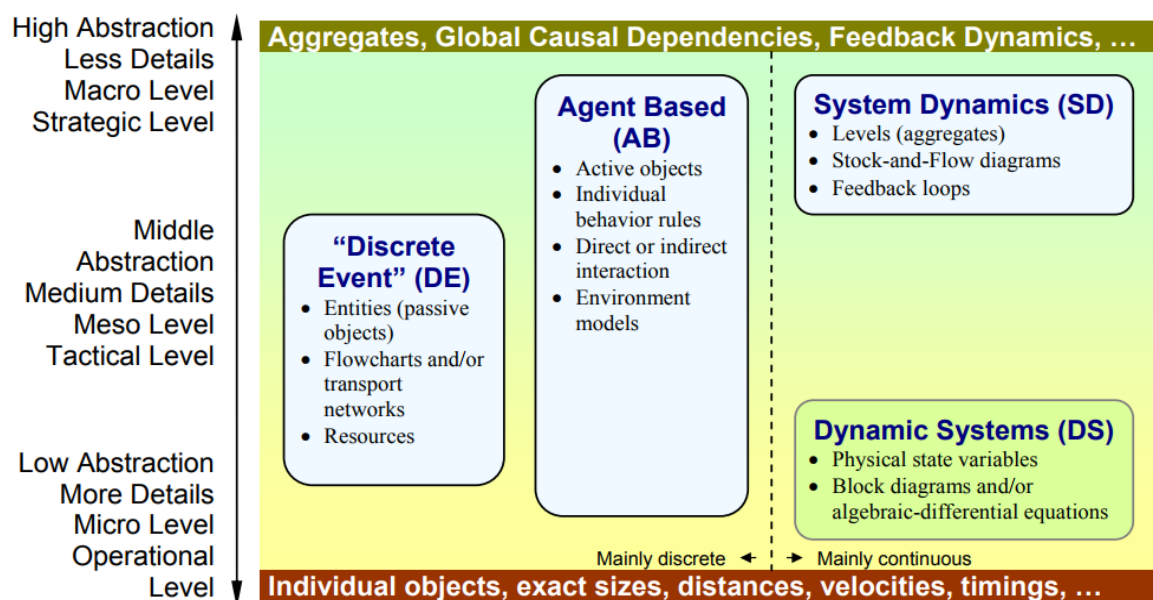 High Abstraction
Less Details
Macro Level
Strategic Level
Middle
Abstraction
Medium Details
Meso Level
Tactical Level
Low Abstraction
More Details
Micro Level
Operational
Level
Aggregates, Global Causal Dependencies, Feedback Dynamics, …
“Discrete
Event” (DE)
• Entities (passive
objects)
• Flowcharts and/or
transport
networks
• Resources
Agent Based
(AB)
• Active objects
• Individual
behavior rules
• Direct or indirect
interaction
• Environment
models
System Dynamics (SD)
• Levels (aggregates)
• Stock-and-Flow diagrams
• Feedback loops
Dynamic Systems (DS)
• Physical state variables
• Block diagrams and/or
algebraic-differential equations
Mainly discrete
Mainly continuous
Individual objects, exact sizes, distances, velocities, timings, …